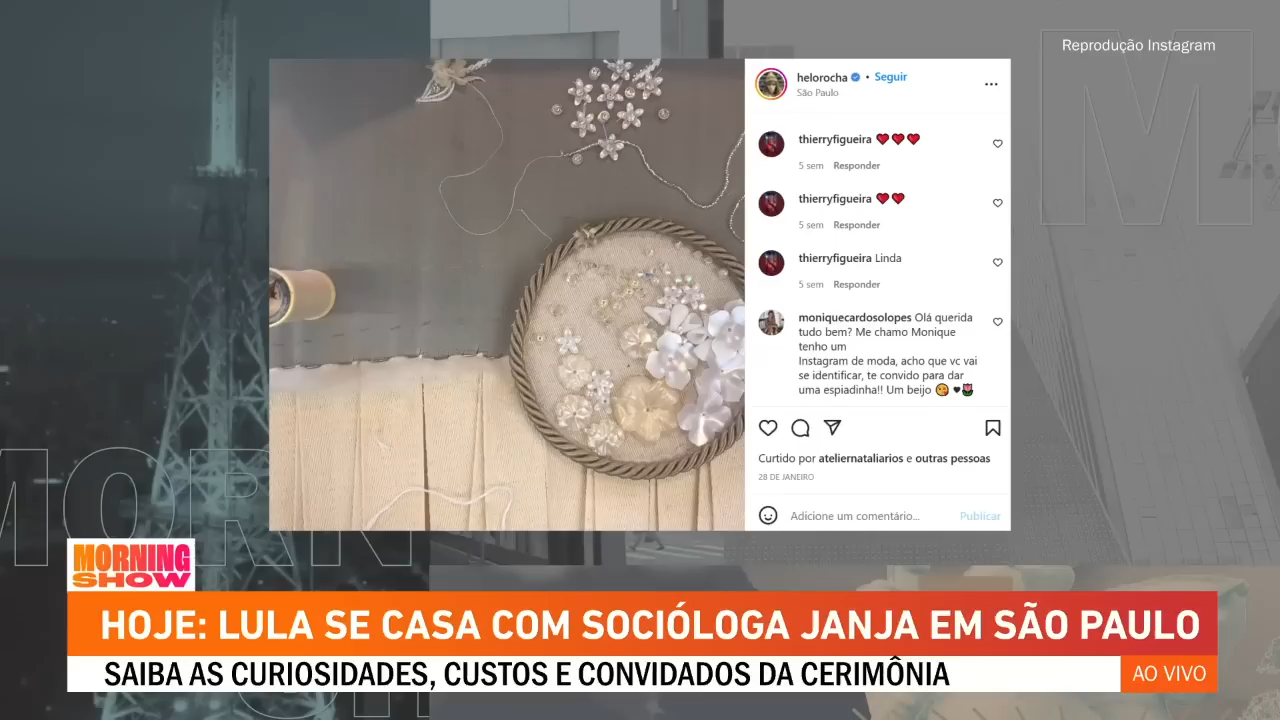 Reprodução Instagram
helorocha • Seguir
São Paulo
thierryfigueira ❤️❤️❤️
5 sem Responder
thierryfigueira ❤️❤️
5 sem Responder
thierryfigueira Linda
5 sem Responder
moniquecardosolopes Olá querida
tudo bem? Me chamo Monique
tenho um
Instagram de moda, acho que vc vai
se identificar, te convido para dar
uma espiadinha!! Um beijo 😘 ♥🌷
Curtido por ateliernataliarios e outras pessoas
28 DE JANEIRO
Adicione um comentário... Publicar
M
MORN
MORNING
SHOW
HOJE: LULA SE CASA COM SOCIÓLOGA JANJA EM SÃO PAULO
SAIBA AS CURIOSIDADES, CUSTOS E CONVIDADOS DA CERIMÔNIA
AO VIVO